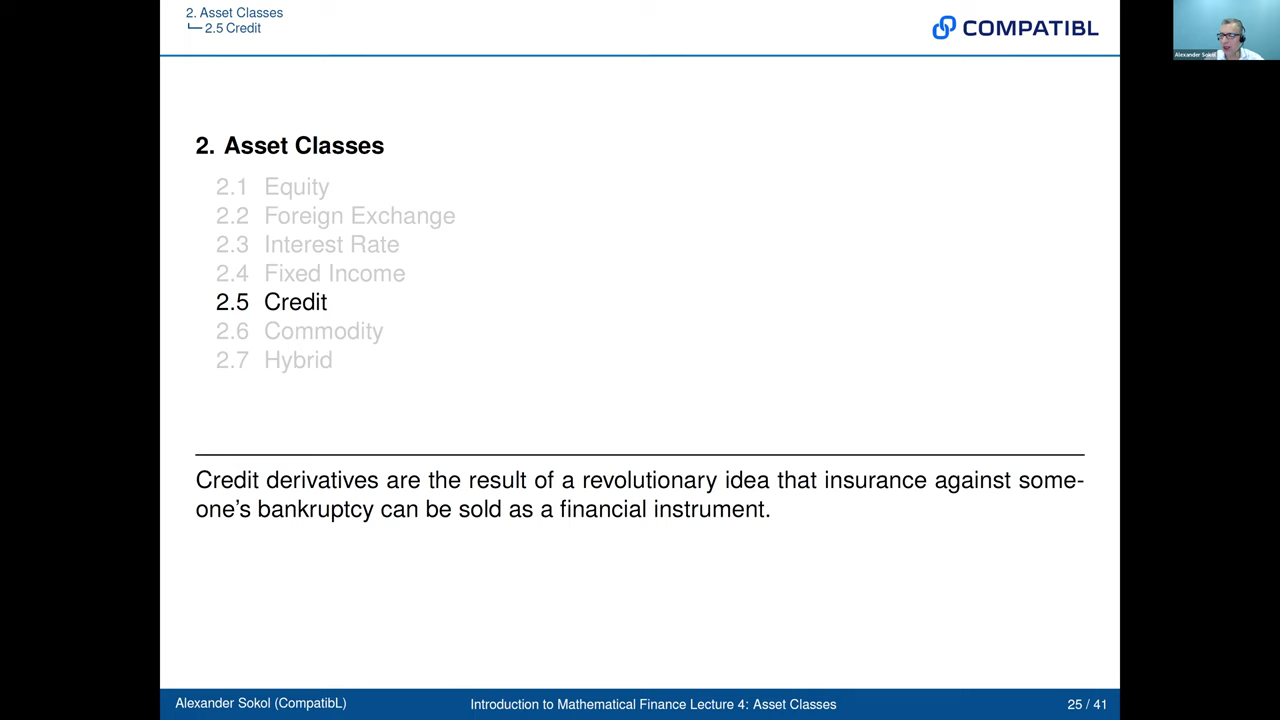 2. Asset Classes
2.5 Credit
COMPATIBL
Alexander Sokol
2. Asset Classes
2.1 Equity
2.2 Foreign Exchange
2.3 Interest Rate
2.4 Fixed Income
2.5 Credit
2.6 Commodity
2.7 Hybrid
Credit derivatives are the result of a revolutionary idea that insurance against some-
one's bankruptcy can be sold as a financial instrument.
Alexander Sokol (CompatibL)
Introduction to Mathematical Finance Lecture 4: Asset Classes
25 / 41